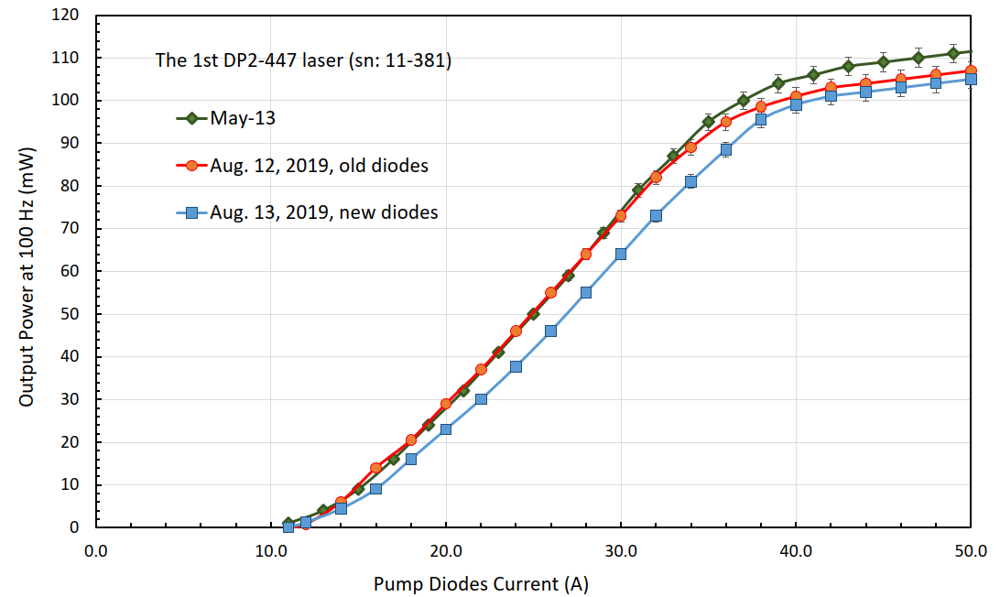 120
110
100
90
80
70
60
50
40
30
20
10
0
Output Power at 100 Hz (mW)
The 1st DP2-447 laser (sn: 11-381)
May-13
Aug. 12, 2019, old diodes
Aug. 13, 2019, new diodes
0.0 10.0 20.0 30.0 40.0 50.0
Pump Diodes Current (A)